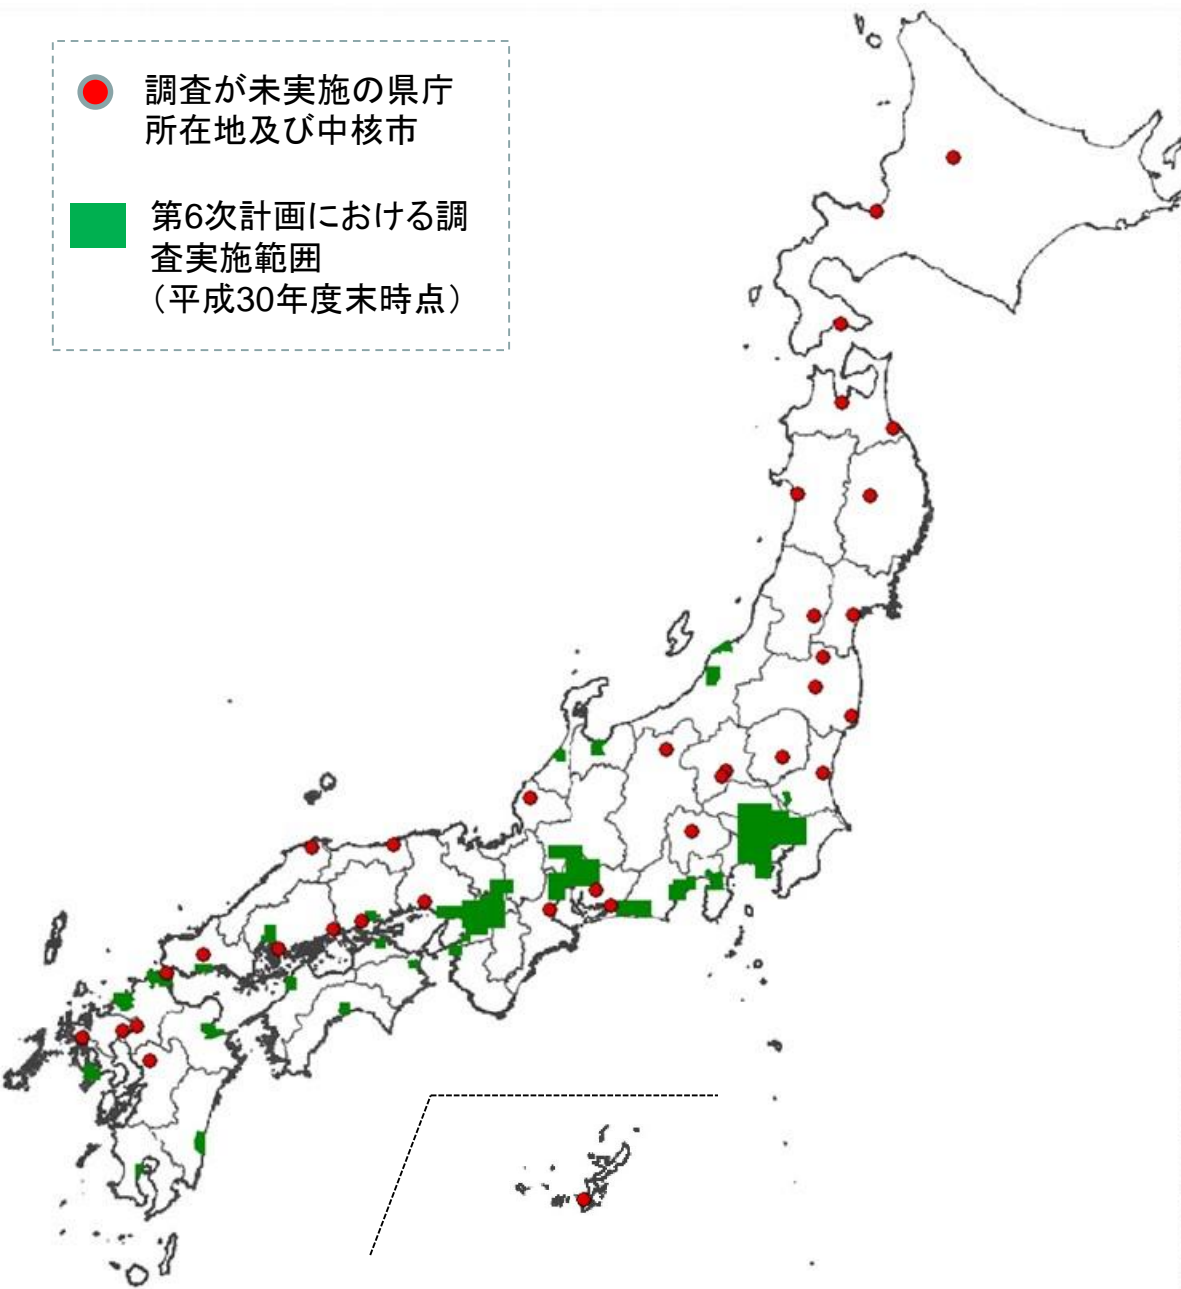 調査が未実施の県庁
所在地及び中核市
第6次計画における調
査実施範囲
（平成30年度末時点）